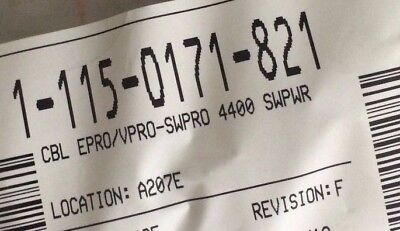 1-115-0171-821
CBL EPRO/VPRO-SWPRO 4400 SWPWR
LOCATION: A207E
REVISION: F